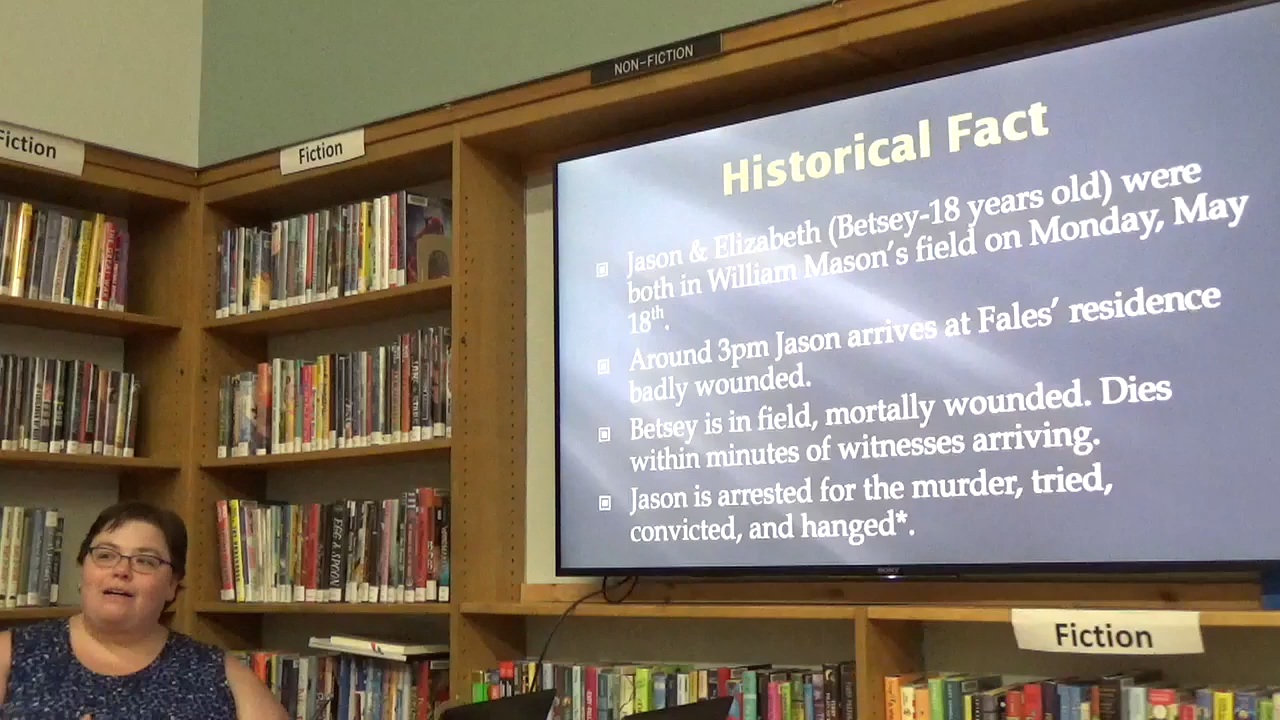 NON-FICTION
Fiction
Fiction
Historical Fact
Jason & Elizabeth (Betsey-18 years old) were
both in William Mason's field on Monday, May
18th.
Around 3pm Jason arrives at Fales' residence
badly wounded.
Betsey is in field, mortally wounded. Dies
within minutes of witnesses arriving.
Jason is arrested for the murder, tried,
convicted, and hanged*.
SONY
Fiction
EGG & SPOON